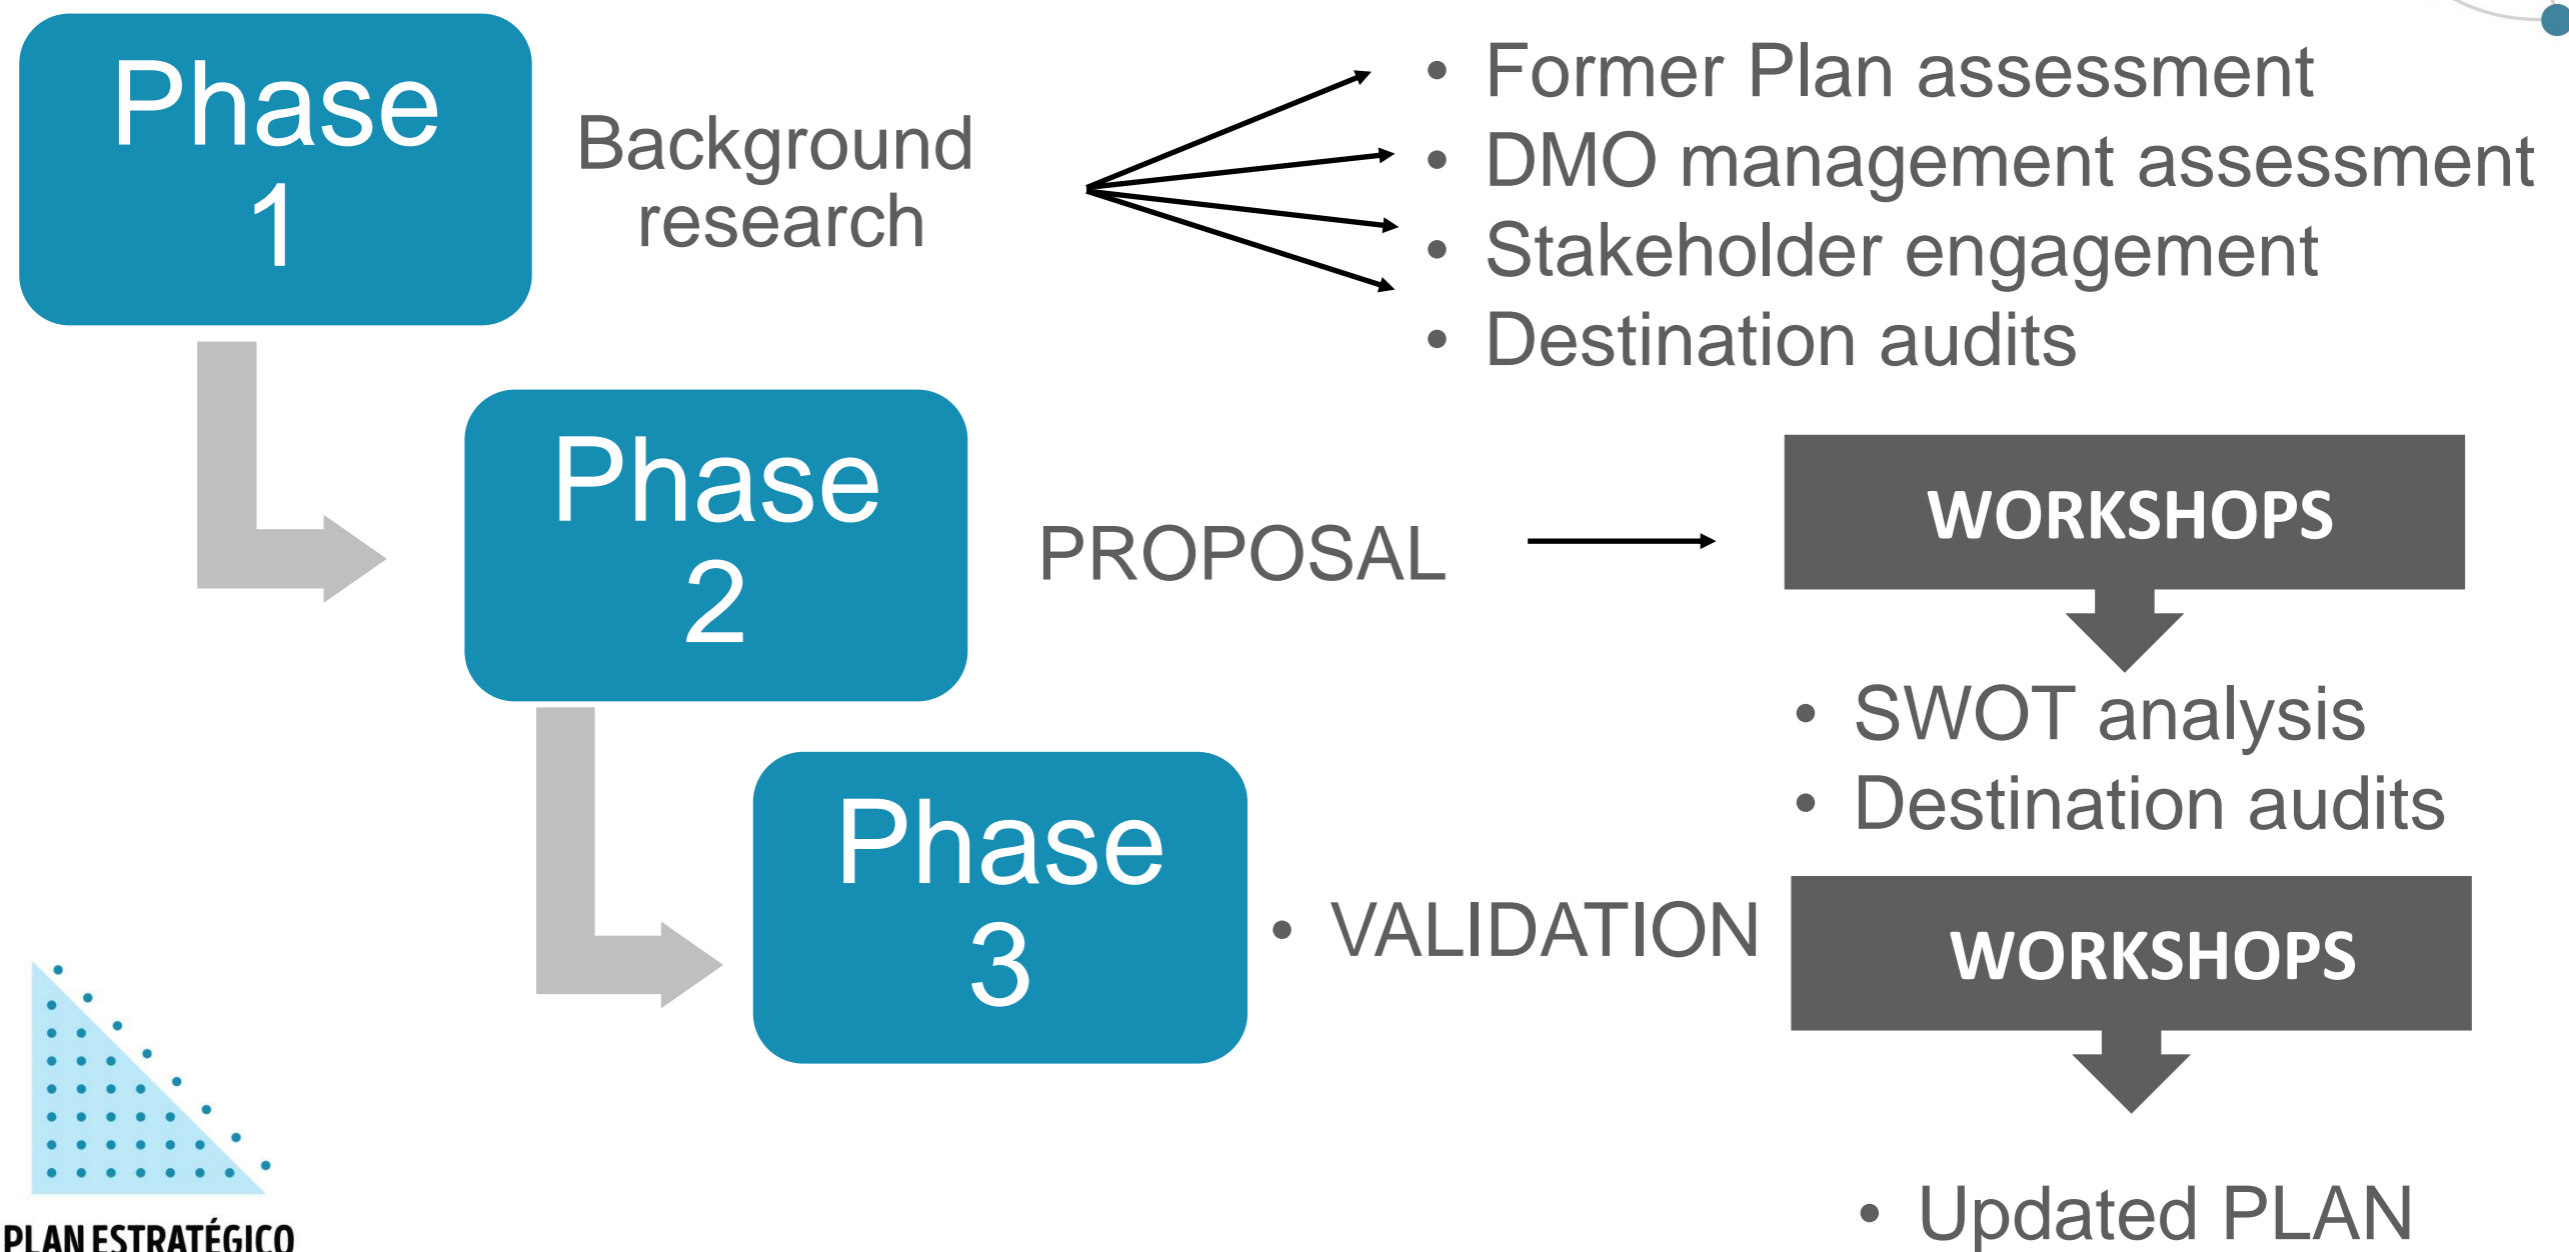 Phase
1
Background
research
• Former Plan assessment
• DMO management assessment
• Stakeholder engagement
• Destination audits
Phase
2
PROPOSAL
WORKSHOPS
• SWOT analysis
• Destination audits
Phase
3
• VALIDATION
WORKSHOPS
• Updated PLAN
PLAN ESTRATÉGICO